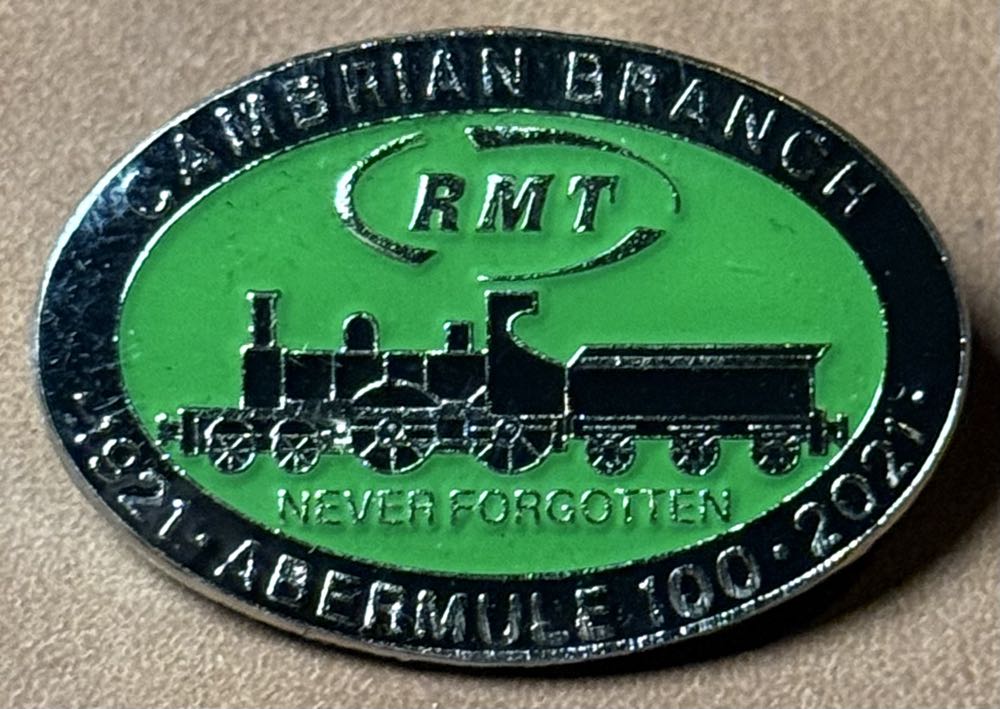 CAMBRIAN BRANCH
RMT
NEVER FORGOTTEN
·1921·ABERMULE 100·2021·